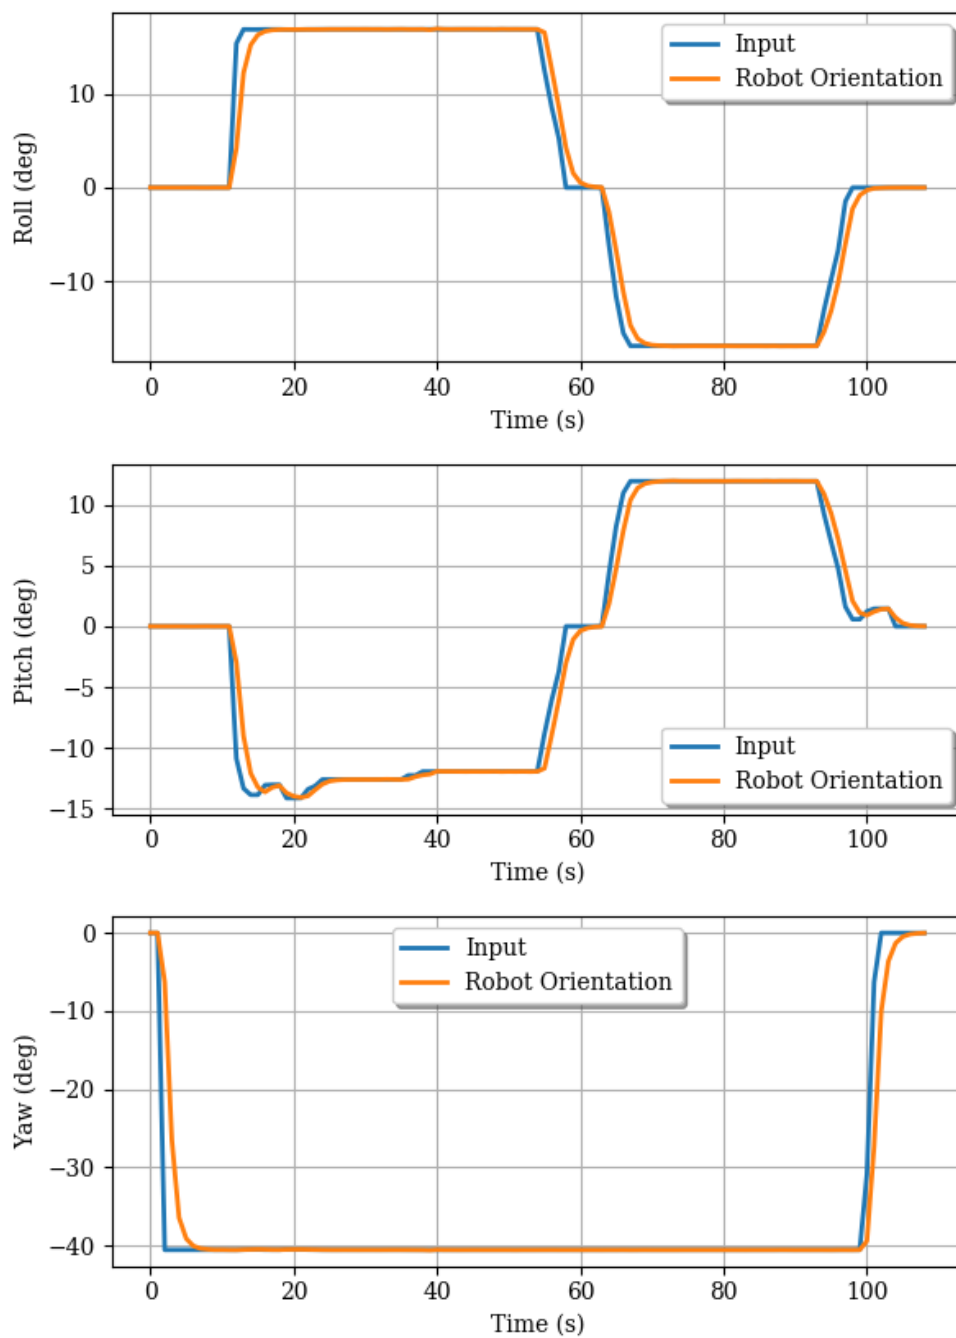 10
0
−10
Roll (deg)
Input
Robot Orientation
0 20 40 60 80 100
Time (s)
10
5
0
−5
−10
−15
Pitch (deg)
Input
Robot Orientation
0 20 40 60 80 100
Time (s)
0
−10
−20
−30
−40
Yaw (deg)
Input
Robot Orientation
0 20 40 60 80 100
Time (s)